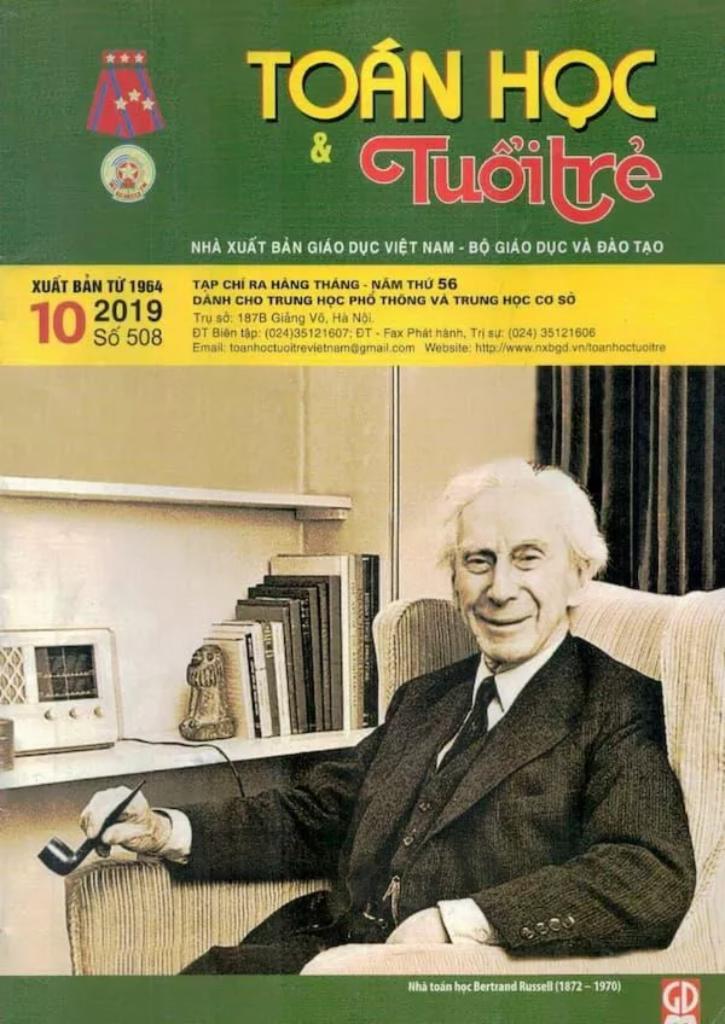 TOÁN HỌC
& Tuổi trẻ
NHÀ XUẤT BẢN GIÁO DỤC VIỆT NAM - BỘ GIÁO DỤC VÀ ĐÀO TẠO
XUẤT BẢN TỪ 1964
10 2019
Số 508
TẠP CHÍ RA HÀNG THÁNG - NĂM THỨ 56
DÀNH CHO TRUNG HỌC PHỔ THÔNG VÀ TRUNG HỌC CƠ SỞ
Trụ sở: 187B Giảng Võ, Hà Nội.
ĐT Biên tập: (024)35121607; ĐT - Fax Phát hành, Trị sự: (024) 35121606
Email: toanhoctuoitrevietnam@gmail.com Website: http://www.nxbgd.vn/toanhoctuoitre
Nhà toán học Bertrand Russell (1872 – 1970)
GD